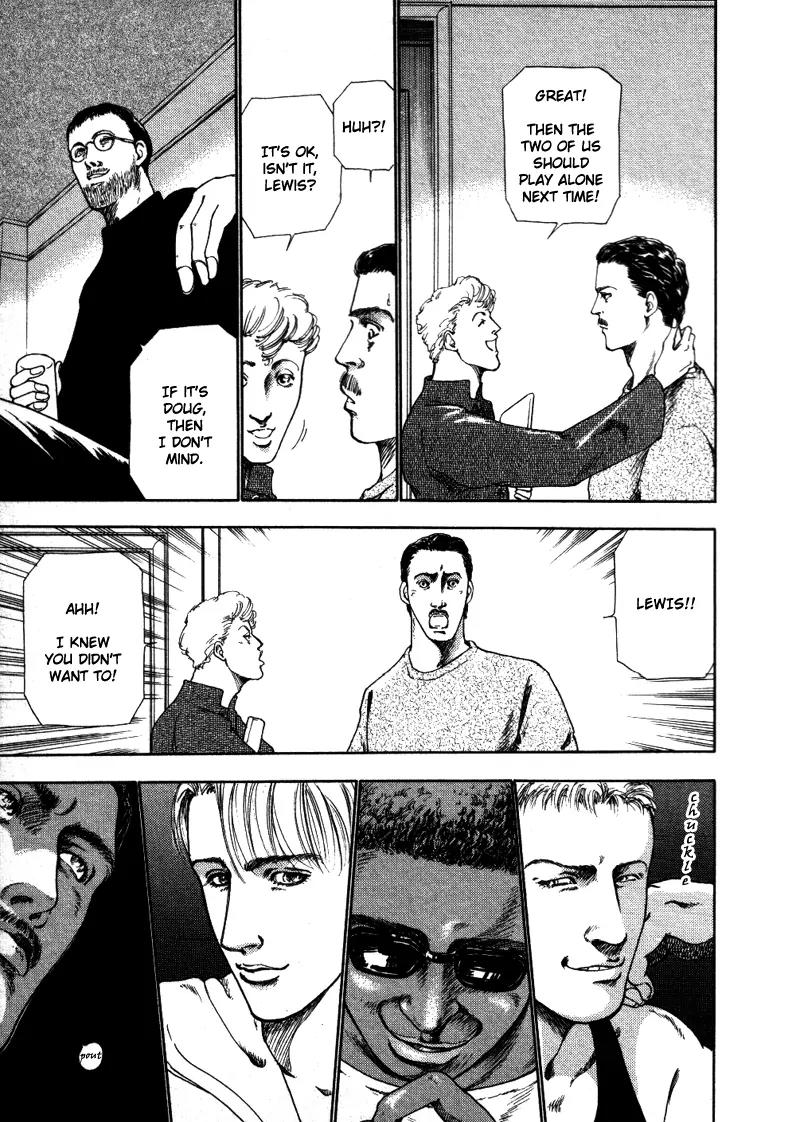 GREAT!
THEN THE
TWO OF US
SHOULD
PLAY ALONE
NEXT TIME!
HUH?!
IT'S OK,
ISN'T IT,
LEWIS?
IF IT'S
DOUG,
THEN
I DON'T
MIND.
LEWIS!!
AHH!
I KNEW
YOU DIDN'T
WANT TO!
chuckle
pout